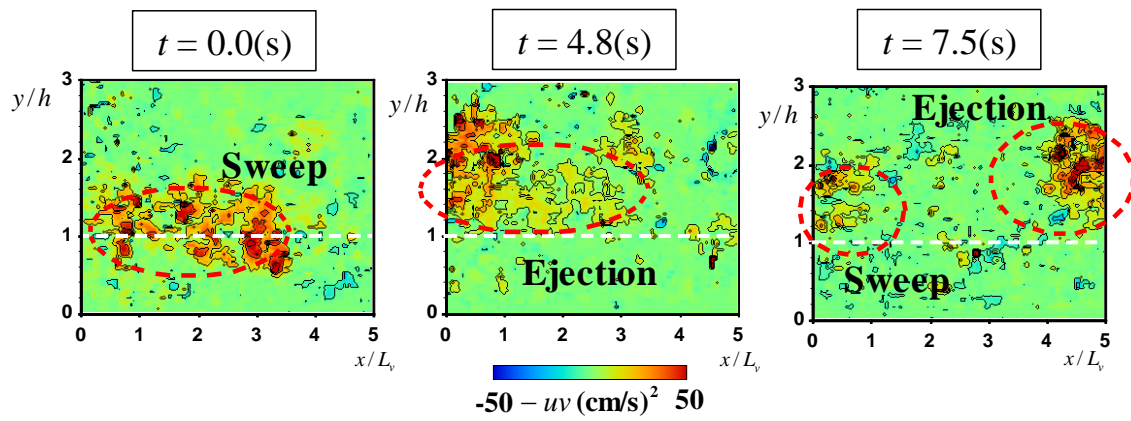 t = 0.0(s)
t = 4.8(s)
t = 7.5(s)
y/h
3
2
1
0
Sweep
0 1 2 3 4 5
x/L_v
y/h
3
2
1
0
Ejection
0 1 2 3 4 5
x/L_v
y/h
3
2
1
0
Ejection
Sweep
0 1 2 3 4 5
x/L_v
-50 – uv (cm/s)² 50